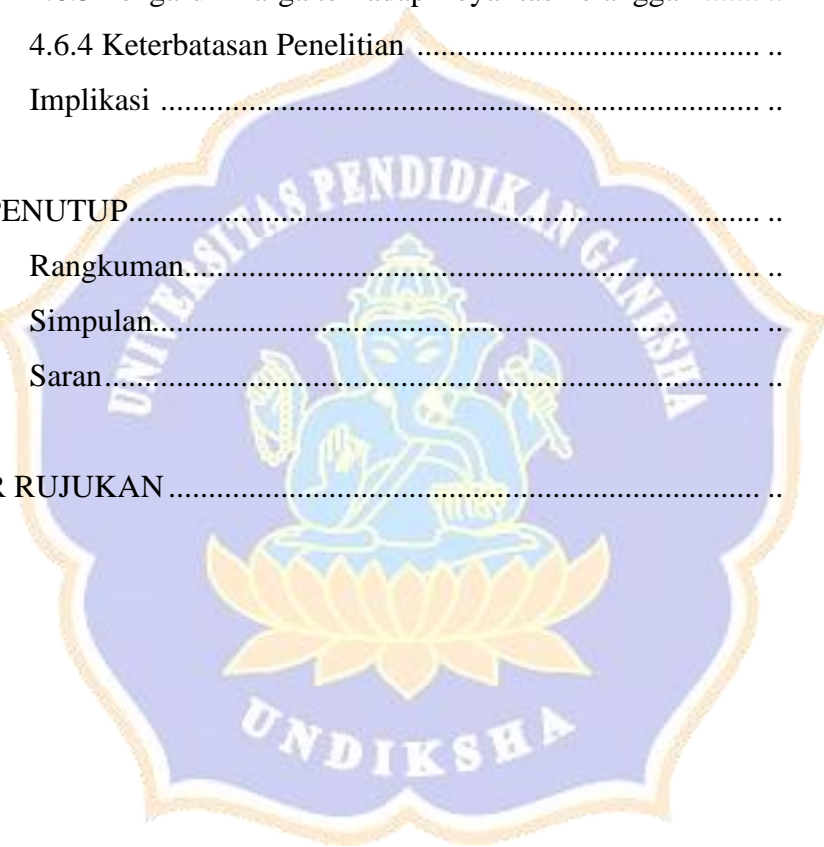 4.6.4 Keterbatasan Penelitian ........................................... ..
Implikasi ........................................................................... ..
PENUTUP............................................................................... ..
Rangkuman........................................................................ ..
Simpulan............................................................................ ..
Saran.................................................................................. ..
R RUJUKAN .......................................................................... ..
UNIVERSITAS PENDIDIKAN GANESHA
UNDIKSHA